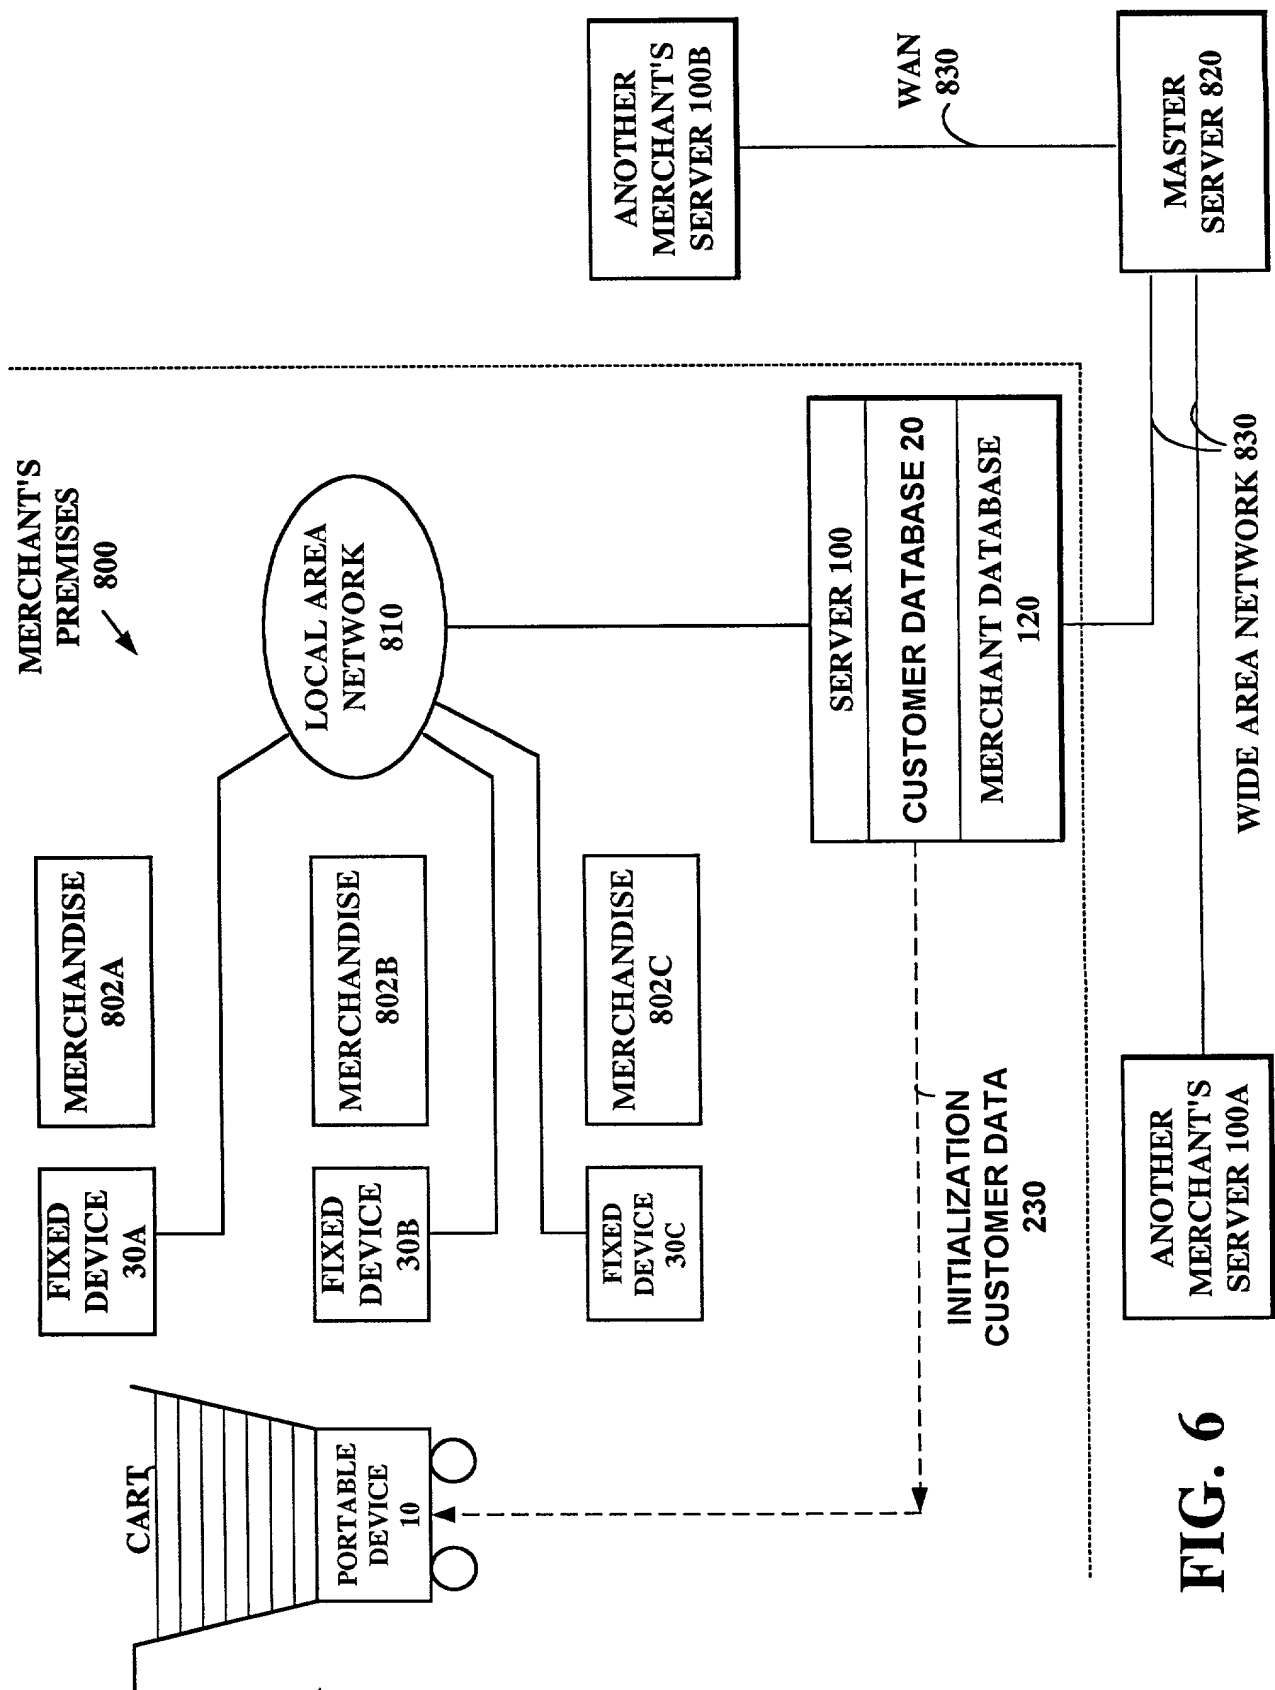 CART
PORTABLE
DEVICE
10
FIXED
DEVICE
30A
FIXED
DEVICE
30B
FIXED
DEVICE
30C
MERCHANDISE
802A
MERCHANDISE
802B
MERCHANDISE
802C
MERCHANT'S
PREMISES
800
LOCAL AREA
NETWORK
810
SERVER 100
CUSTOMER DATABASE 20
MERCHANT DATABASE
120
INITIALIZATION
CUSTOMER DATA
230
ANOTHER
MERCHANT'S
SERVER 100B
WAN
830
MASTER
SERVER 820
WIDE AREA NETWORK 830
ANOTHER
MERCHANT'S
SERVER 100A
FIG. 6